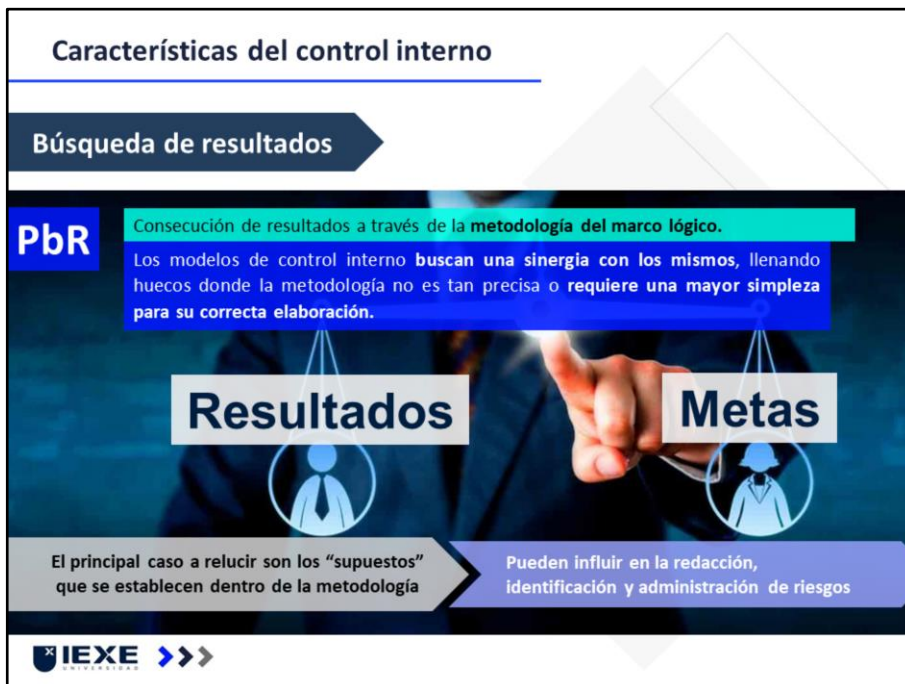 Características del control interno
Búsqueda de resultados
PbR
Consecución de resultados a través de la metodología del marco lógico.
Los modelos de control interno buscan una sinergia con los mismos, llenando
huecos donde la metodología no es tan precisa o requiere una mayor simpleza
para su correcta elaboración.
Resultados
Metas
El principal caso a relucir son los “supuestos”
que se establecen dentro de la metodología
Pueden influir en la redacción,
identificación y administración de riesgos
IEXE
UNIVERSIDAD